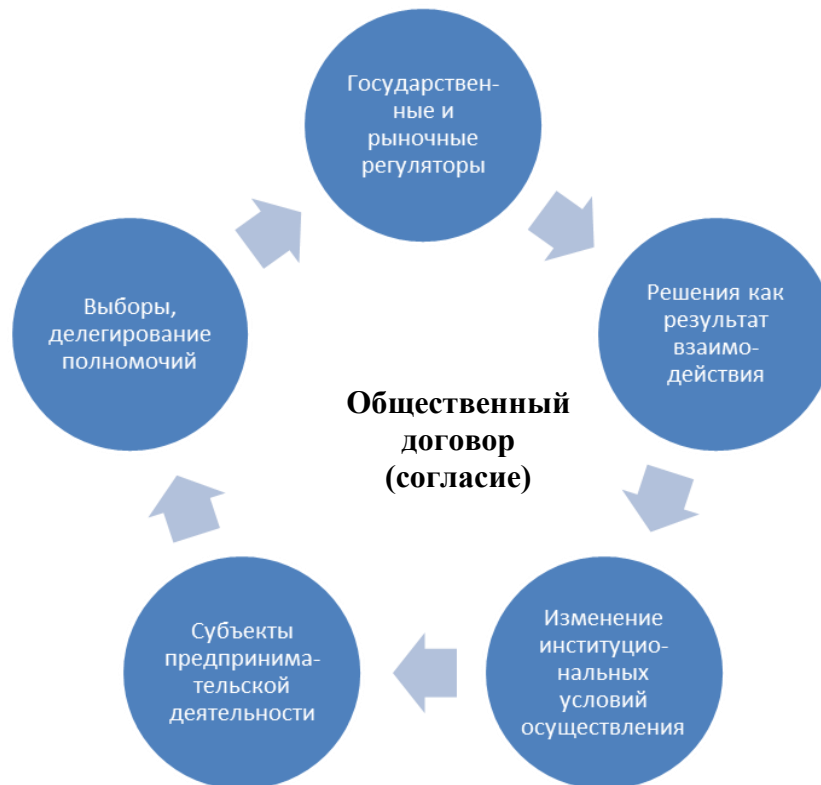 Государствен-
ные и
рыночные
регуляторы
Решения как
результат
взаимо-
действия
Изменение
институцио-
нальных
условий
осуществления
Субъекты
предпринима-
тельской
деятельности
Выборы,
делегирование
полномочий
Общественный
договор
(согласие)